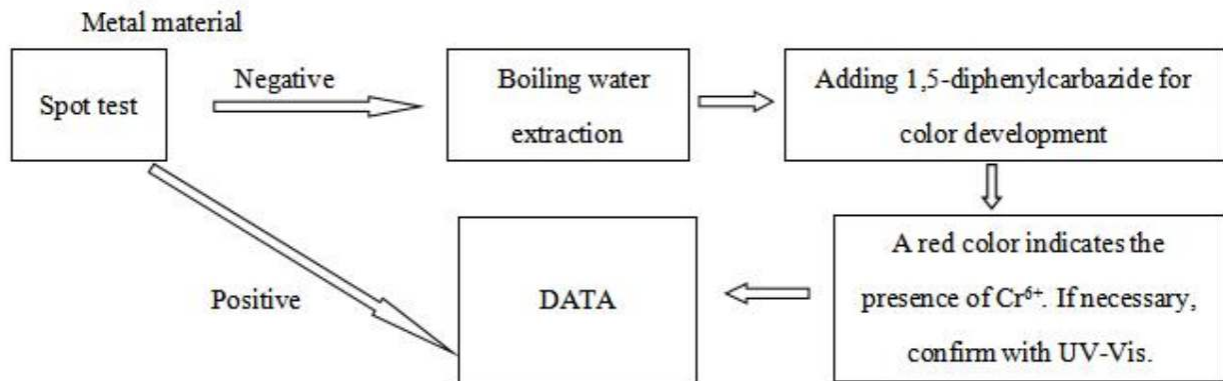 Metal material
Spot test
Negative
Boiling water
extraction
Adding 1,5-diphenylcarbazide for
color development
A red color indicates the
presence of Cr⁶⁺. If necessary,
confirm with UV-Vis.
Positive
DATA